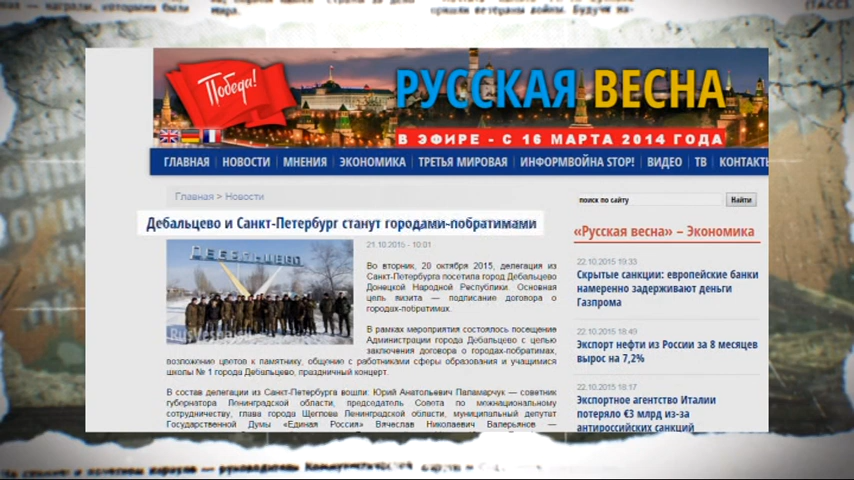 Победа!
РУССКАЯ ВЕСНА
В ЭФИРЕ - С 16 МАРТА 2014 ГОДА
ГЛАВНАЯ НОВОСТИ МНЕНИЯ ЭКОНОМИКА ТРЕТЬЯ МИРОВАЯ ИНФОРМВОЙНА STOP! ВИДЕО ТВ КОНТАКТЫ
Главная > Новости
Дебальцево и Санкт-Петербург станут городами-побратимами
21.10.2015 - 10:01
ДЕБАЛЬЦЕВО
Во вторник, 20 октября 2015, делегация из
Санкт-Петербурга посетила город Дебальцево
Донецкой Народной Республики. Основная
цель визита — подписание договора о
городах-побратимах.
В рамках мероприятия состоялось посещение
Администрации города Дебальцево с целью
заключения договора о городах-побратимах,
возложение цветов к памятнику, общению с работниками сферы образования и учащимися
школы № 1 города Дебальцево, праздничный концерт.
В состав делегации из Санкт-Петербурга вошли: Юрий Анатольевич Паламарчук — советник
губернатора Ленинградской области, председатель Совета по межнациональному
сотрудничеству, глава города Щеглове Ленинградской области, муниципальный депутат
Государственной Думы «Единая Россия» Вячеслав Николаевич Валерьянов —
поиск по сайту
Найти
«Русская весна» – Экономика
22.10.2015 19:33
Скрытые санкции: европейские банки
намеренно задерживают деньги
Газпрома
22.10.2015 18:49
Экспорт нефти из России за 8 месяцев
вырос на 7,2%
22.10.2015 18:17
Экспортное агентство Италии
потеряло €3 млрд из-за
антироссийских санкций